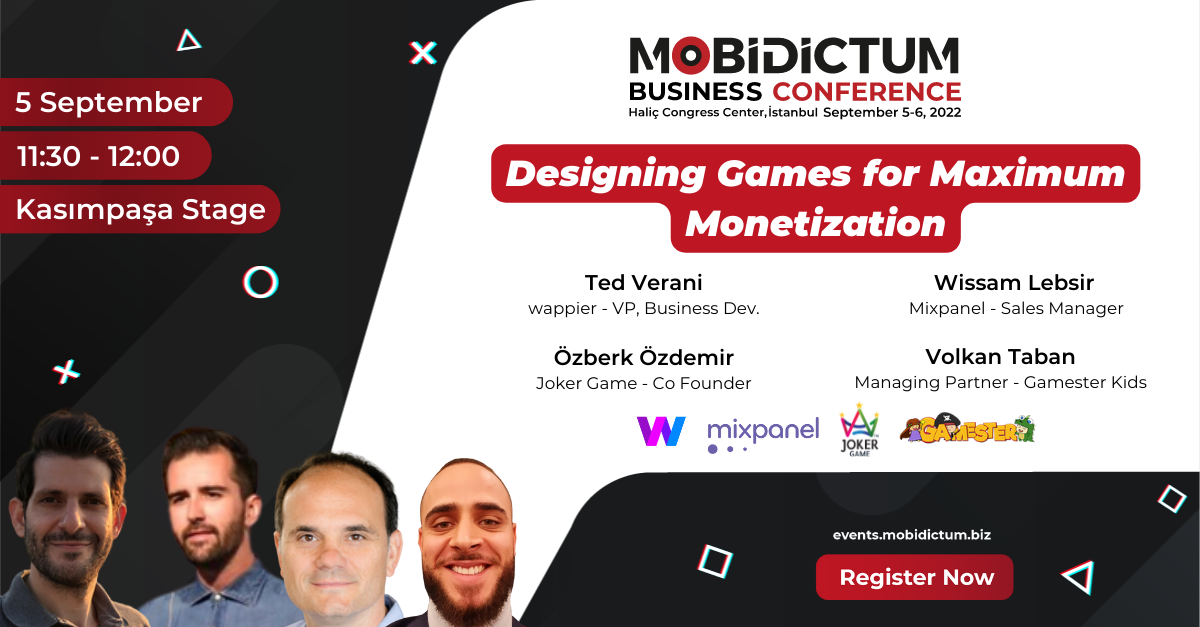 5 September
11:30 - 12:00
Kasımpaşa Stage
MOBiDiCTUM
BUSINESS CONFERENCE
Haliç Congress Center,İstanbul September 5-6, 2022
Designing Games for Maximum
Monetization
Ted Verani
wappier - VP, Business Dev.
Wissam Lebsir
Mixpanel - Sales Manager
Özberk Özdemir
Joker Game - Co Founder
Volkan Taban
Managing Partner - Gamester Kids
W
mixpanel
JOKER
GAME
GAMESTER
events.mobidictum.biz
Register Now